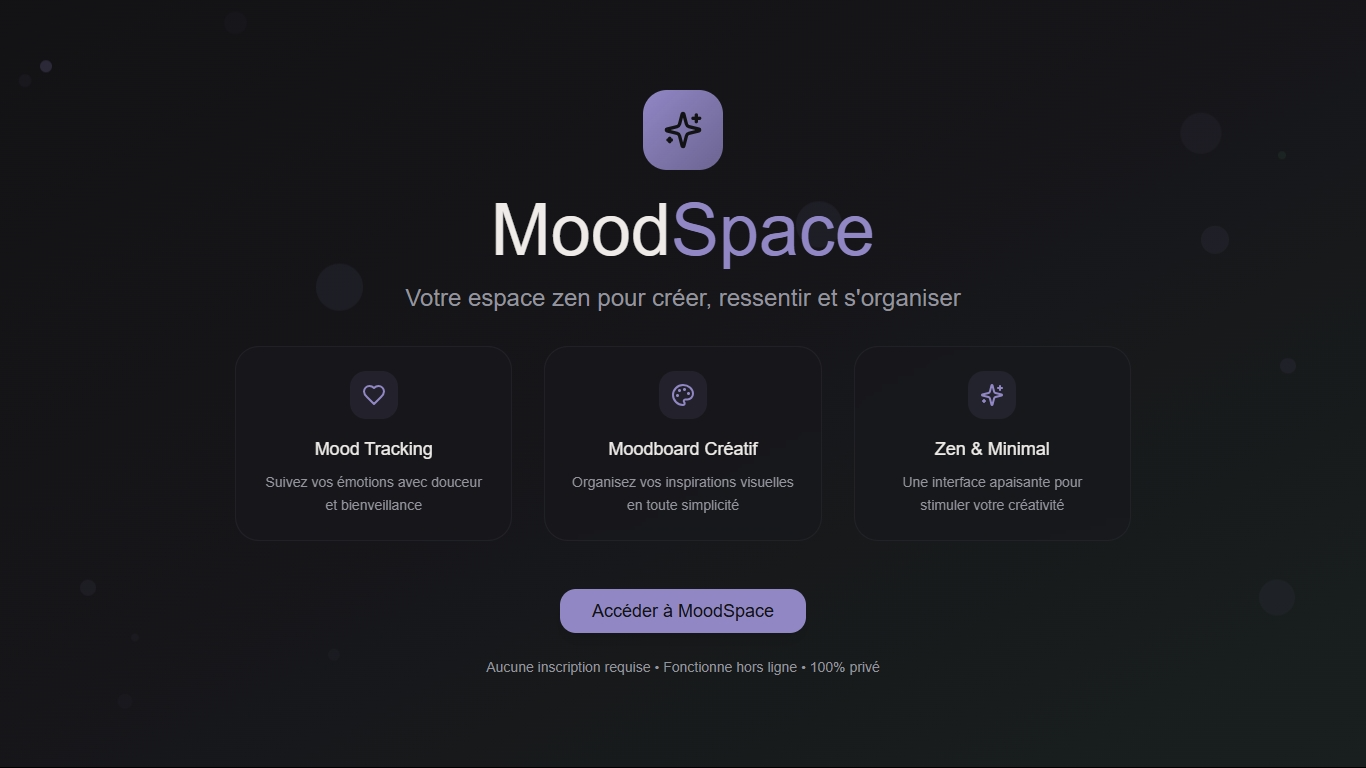 MoodSpace
Votre espace zen pour créer, ressentir et s'organiser
Mood Tracking
Suivez vos émotions avec douceur
et bienveillance
Moodboard Créatif
Organisez vos inspirations visuelles
en toute simplicité
Zen & Minimal
Une interface apaisante pour
stimuler votre créativité
Accéder à MoodSpace
Aucune inscription requise • Fonctionne hors ligne • 100% privé